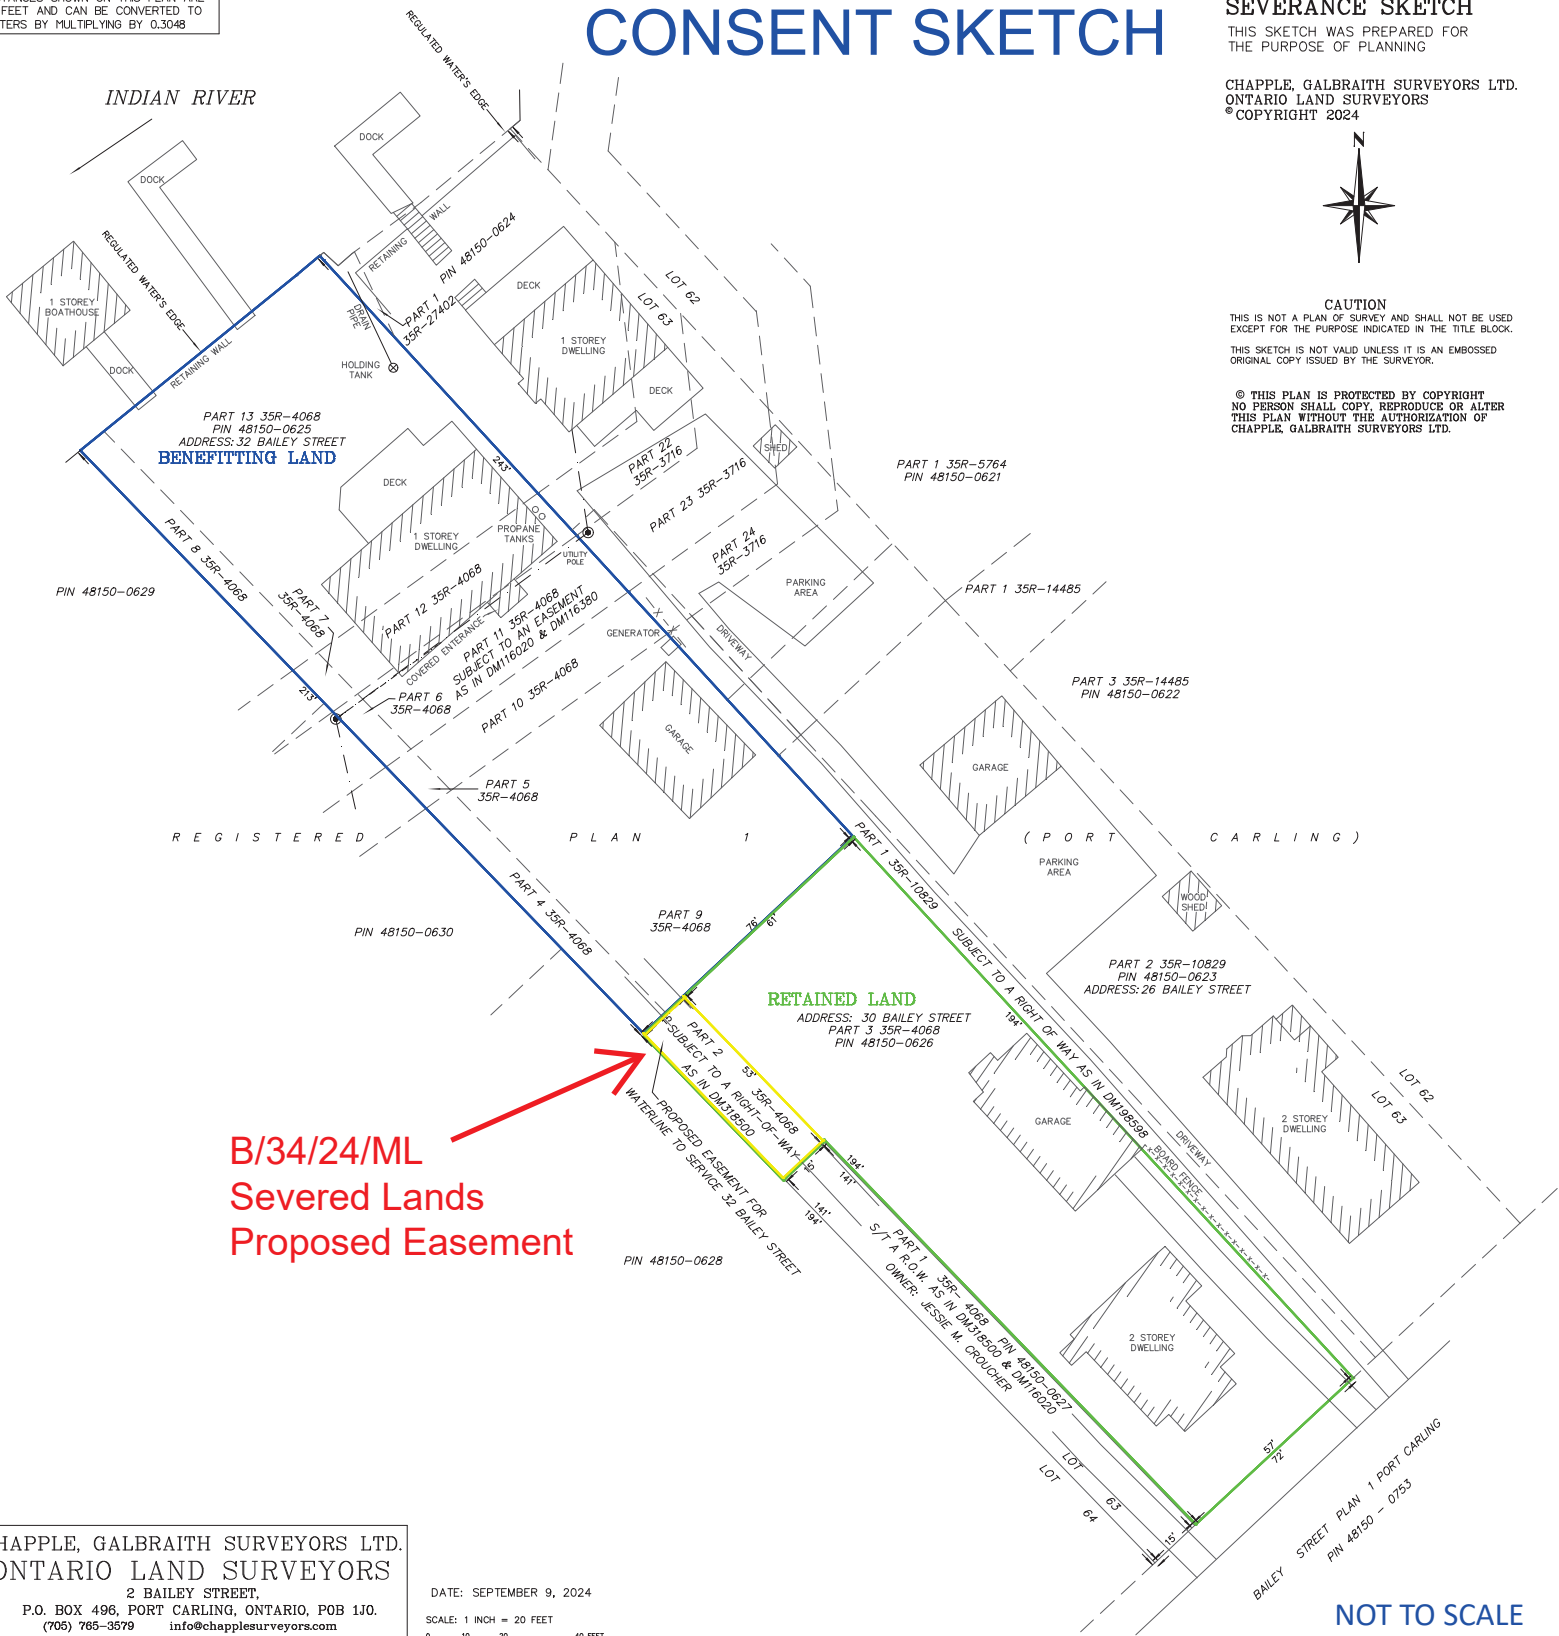 FEET AND CAN BE CONVERTED TO
TERS BY MULTIPLYING BY 0.3048
CONSENT SKETCH
SEVERANCE SKETCH
THIS SKETCH WAS PREPARED FOR
THE PURPOSE OF PLANNING
CHAPPLE, GALBRAITH SURVEYORS LTD.
ONTARIO LAND SURVEYORS
© COPYRIGHT 2024
N
CAUTION
THIS IS NOT A PLAN OF SURVEY AND SHALL NOT BE USED
EXCEPT FOR THE PURPOSE INDICATED IN THE TITLE BLOCK.
THIS SKETCH IS NOT VALID UNLESS IT IS AN EMBOSSED
ORIGINAL COPY ISSUED BY THE SURVEYOR.
© THIS PLAN IS PROTECTED BY COPYRIGHT
NO PERSON SHALL COPY, REPRODUCE OR ALTER
THIS PLAN WITHOUT THE AUTHORIZATION OF
CHAPPLE, GALBRAITH SURVEYORS LTD.
INDIAN RIVER
REGULATED WATER'S EDGE
DOCK
DOCK
REGULATED WATER'S EDGE
1 STOREY
BOATHOUSE
DOCK
RETAINING WALL
RETAINING WALL
PIN 48150-0624
PART 1
35R-27402
DRAIN
PIPE
HOLDING
TANK
DECK
1 STOREY
DWELLING
DECK
LOT 62
LOT 63
PART 13 35R-4068
PIN 48150-0625
ADDRESS: 32 BAILEY STREET
BENEFITTING LAND
243'
PART 22
35R-3716
PART 23 35R-3716
PART 24
35R-3716
SHED
PART 1 35R-5764
PIN 48150-0621
DECK
1 STOREY
DWELLING
PROPANE
TANKS
UTILITY
POLE
PARKING
AREA
PART 1 35R-14485
PART 8 35R-4068
PIN 48150-0629
PART 7
35R-4068
PART 12 35R-4068
COVERED ENTERANCE
PART 11 35R-4068
SUBJECT TO AN EASEMENT
AS IN DM116020 & DM116380
PART 10 35R-4068
GENERATOR
DRIVEWAY
PART 3 35R-14485
PIN 48150-0622
213'
PART 6
35R-4068
GARAGE
GARAGE
PART 5
35R-4068
REGISTERED PLAN 1 (PORT CARLING)
PART 1 35R-10829
PARKING
AREA
WOOD
SHED
PART 4 35R-4068
PIN 48150-0630
PART 9
35R-4068
76'
61'
SUBJECT TO A RIGHT OF WAY AS IN DM198598
194'
PART 2 35R-10829
PIN 48150-0623
ADDRESS: 26 BAILEY STREET
RETAINED LAND
ADDRESS: 30 BAILEY STREET
PART 3 35R-4068
PIN 48150-0626
PART 2 35R-4068
SUBJECT TO A RIGHT-OF-WAY
AS IN DM318500
53'
15'
PROPOSED EASEMENT FOR
WATERLINE TO SERVICE 32 BAILEY STREET
B/34/24/ML
Severed Lands
Proposed Easement
GARAGE
DRIVEWAY
BOARD FENCE
2 STOREY
DWELLING
LOT 62
LOT 63
194'
141'
141'
194'
PIN 48150-0628
PART 1 35R-4068 PIN 48150-0627
S/T A R.O.W. AS IN DM318500 & DM116020
OWNER: JESSIE M. CROUCHER
2 STOREY
DWELLING
57'
72'
LOT 63
LOT 64
15'
BAILEY STREET PLAN 1 PORT CARLING
PIN 48150 - 0753
CHAPPLE, GALBRAITH SURVEYORS LTD.
ONTARIO LAND SURVEYORS
2 BAILEY STREET,
P.O. BOX 496, PORT CARLING, ONTARIO, P0B 1J0.
(705) 765-3579 info@chapplesurveyors.com
DATE: SEPTEMBER 9, 2024
SCALE: 1 INCH = 20 FEET
NOT TO SCALE